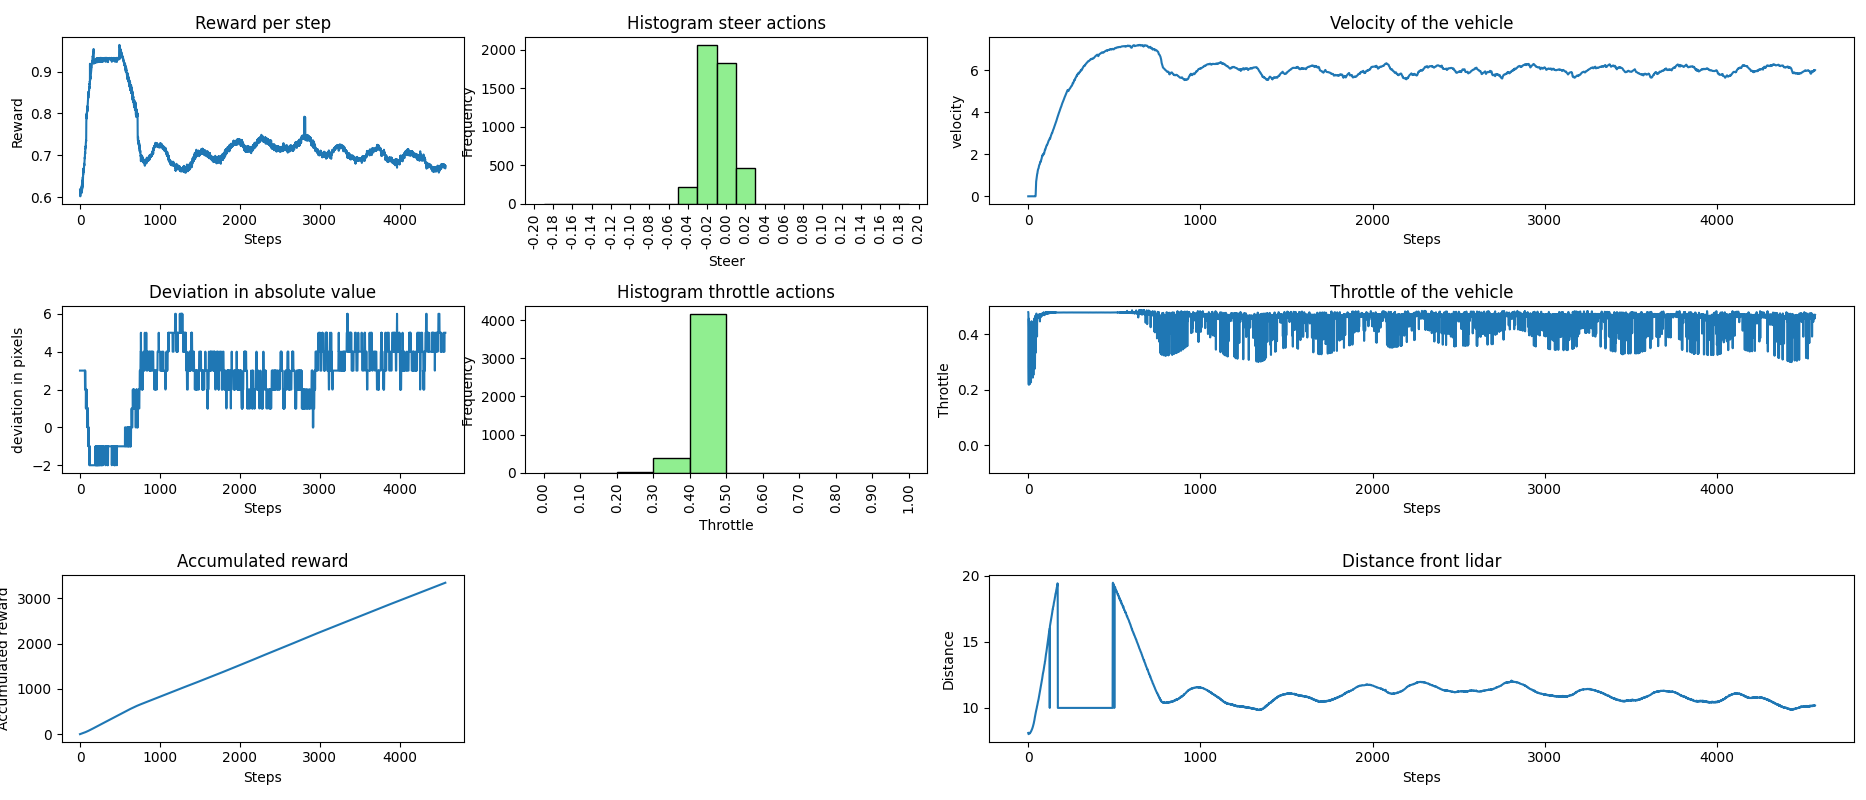 Reward per step
0.9
0.8
0.7
0.6
Reward
0 1000 2000 3000 4000
Steps
Histogram steer actions
2000
1500
1000
500
0
Frequency
-0.20 -0.18 -0.16 -0.14 -0.12 -0.10 -0.08 -0.06 -0.04 -0.02 0.00 0.02 0.04 0.06 0.08 0.10 0.12 0.14 0.16 0.18 0.20
Steer
Velocity of the vehicle
6
4
2
0
velocity
0 1000 2000 3000 4000
Steps
Deviation in absolute value
6
4
2
0
−2
deviation in pixels
0 1000 2000 3000 4000
Steps
Histogram throttle actions
4000
3000
2000
1000
0
Frequency
0.00 0.10 0.20 0.30 0.40 0.50 0.60 0.70 0.80 0.90 1.00
Throttle
Throttle of the vehicle
0.4
0.2
0.0
Throttle
0 1000 2000 3000 4000
Steps
Accumulated reward
3000
2000
1000
0
Accumulated reward
0 1000 2000 3000 4000
Steps
Distance front lidar
20
15
10
Distance
0 1000 2000 3000 4000
Steps